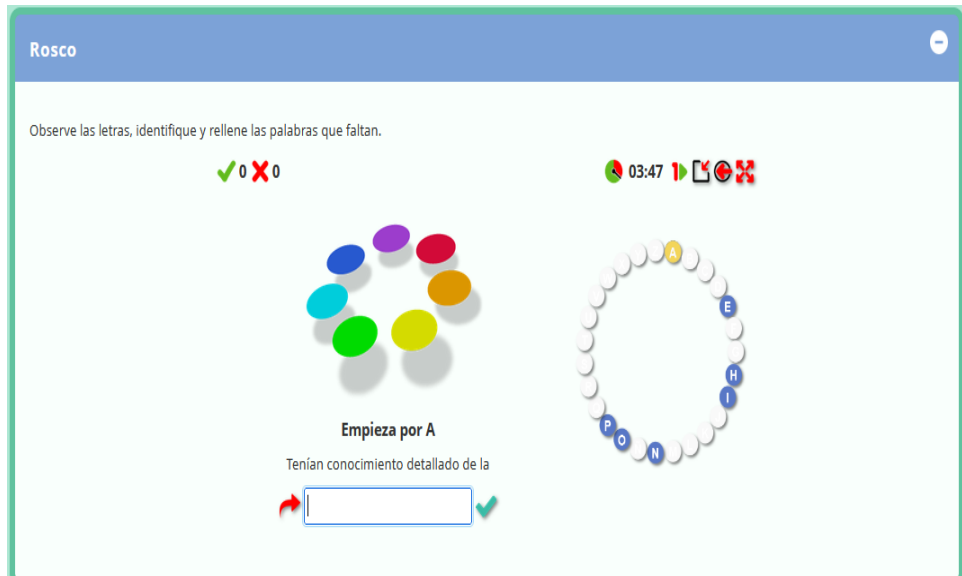 Rosco
Observe las letras, identifique y rellene las palabras que faltan.
0 0
03:47 1
A
E
H
I
N
O
P
Empieza por A
Tenían conocimiento detallado de la